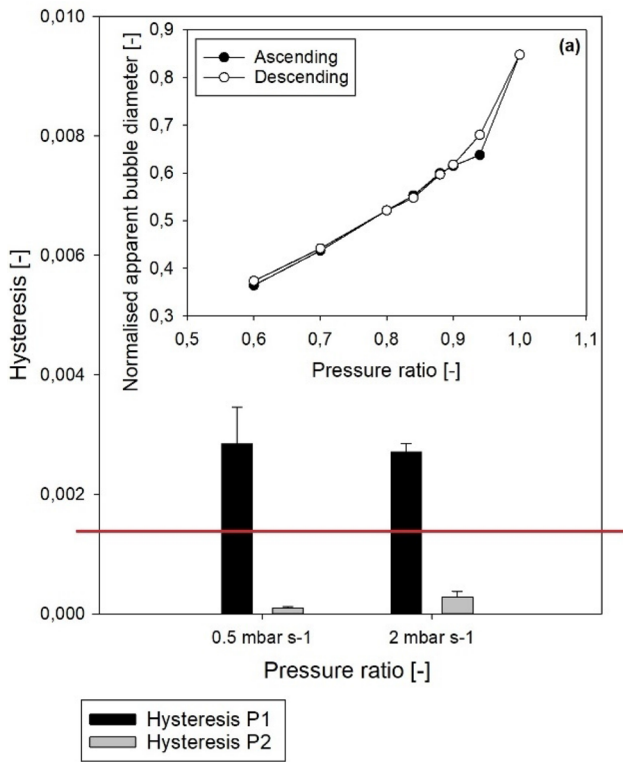 0,010
0,008
0,006
0,004
0,002
0,000
Hysteresis [-]
Normalised apparent bubble diameter [-]
0,9
0,8
0,7
0,6
0,5
0,4
0,3
(a)
Ascending
Descending
0,5 0,6 0,7 0,8 0,9 1,0 1,1
Pressure ratio [-]
0.5 mbar s-1 2 mbar s-1
Pressure ratio [-]
Hysteresis P1
Hysteresis P2